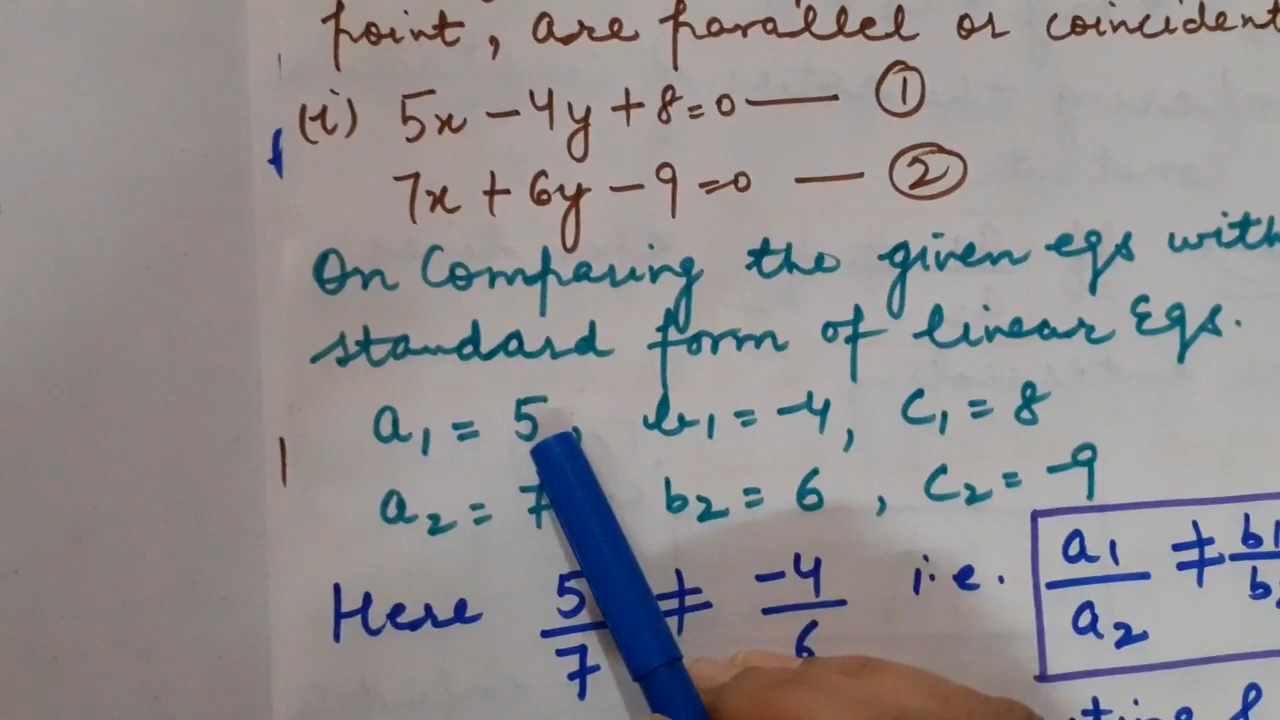 point, are parallel or coincident
(i) 5x - 4y + 8 = 0 — ①
7x + 6y - 9 = 0 — ②
On Comparing the given eqs with
standard form of linear Eqs.
a₁ = 5, b₁ = -4, c₁ = 8
a₂ = 7 b₂ = 6, c₂ = -9
Here 5/7 ≠ -4/6 i.e. a₁/a₂ ≠ b₁/b₂